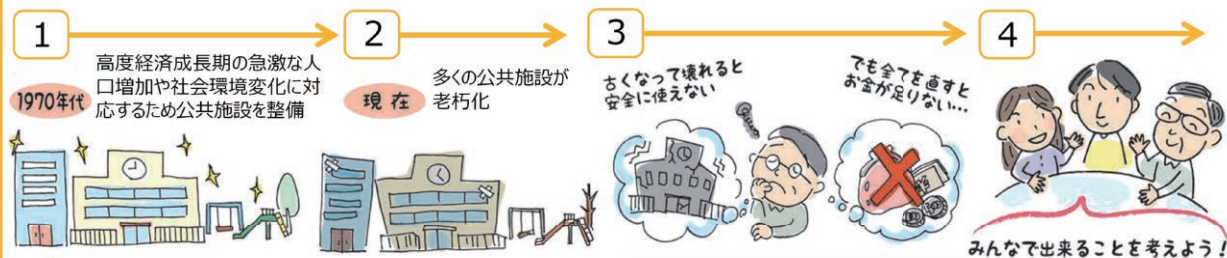 1
1970年代
高度経済成長期の急激な人
口増加や社会環境変化に対
応するため公共施設を整備
2
現在
多くの公共施設が
老朽化
3
古くなって壊れると
安全に使えない
でも全てを直すと
お金が足りない…
4
みんなで出来ることを考えよう！